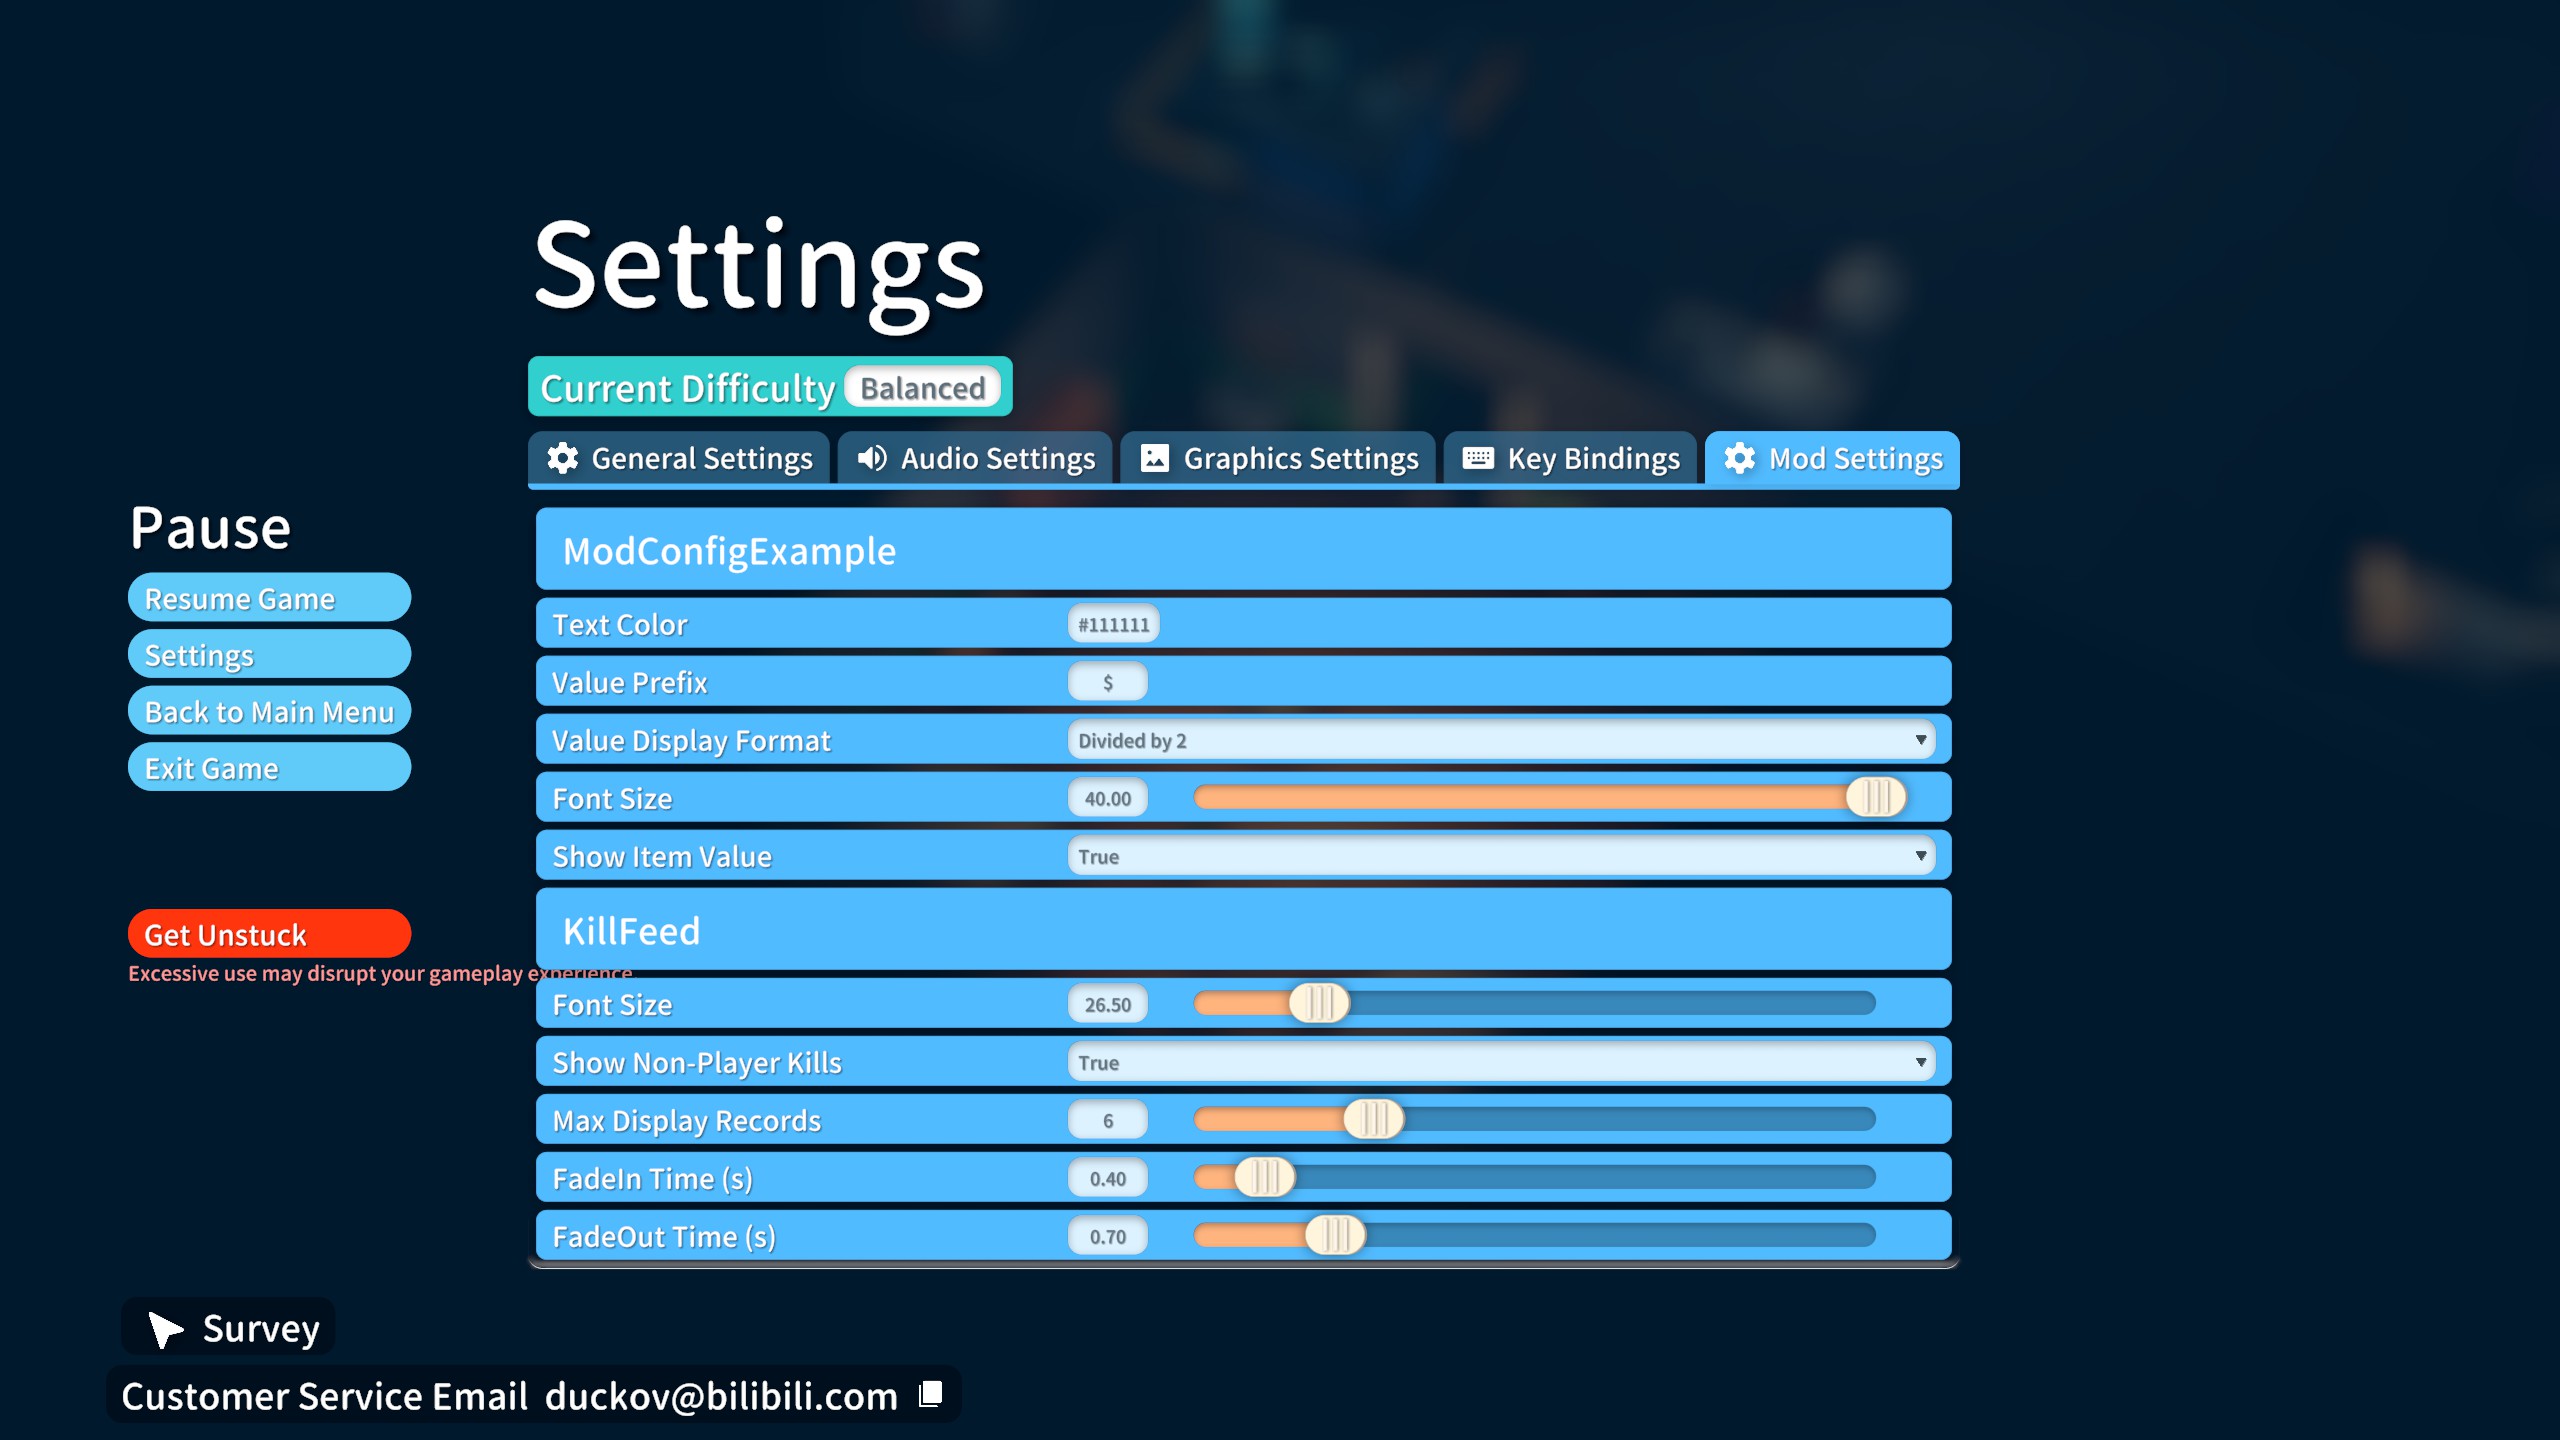 Settings
Current Difficulty Balanced
General Settings Audio Settings Graphics Settings Key Bindings Mod Settings
Pause
Resume Game
Settings
Back to Main Menu
Exit Game
Get Unstuck
Excessive use may disrupt your gameplay experience.
ModConfigExample
Text Color #111111
Value Prefix $
Value Display Format Divided by 2
Font Size 40.00
Show Item Value True
KillFeed
Font Size 26.50
Show Non-Player Kills True
Max Display Records 6
FadeIn Time (s) 0.40
FadeOut Time (s) 0.70
Survey
Customer Service Email duckov@bilibili.com